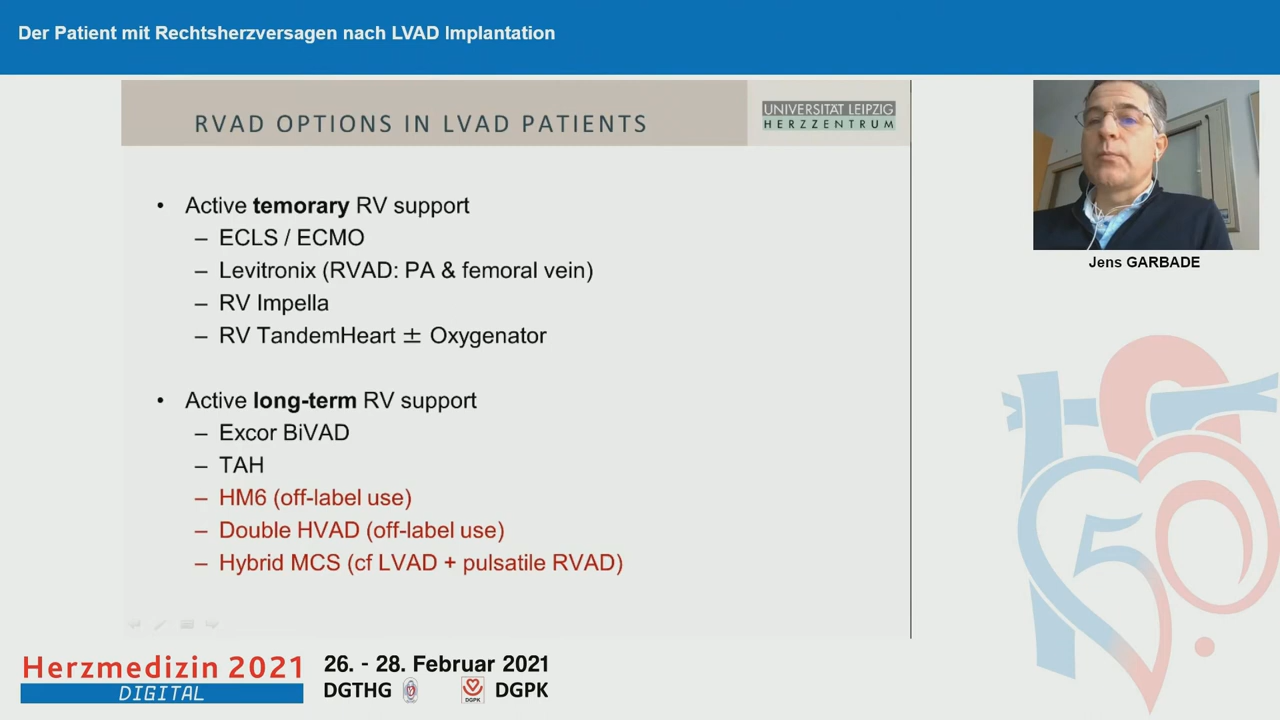 Der Patient mit Rechtsherzversagen nach LVAD Implantation
RVAD OPTIONS IN LVAD PATIENTS
UNIVERSITÄT LEIPZIG
HERZZENTRUM
• Active temorary RV support
– ECLS / ECMO
– Levitronix (RVAD: PA & femoral vein)
– RV Impella
– RV TandemHeart ± Oxygenator
• Active long-term RV support
– Excor BiVAD
– TAH
– HM6 (off-label use)
– Double HVAD (off-label use)
– Hybrid MCS (cf LVAD + pulsatile RVAD)
Jens GARBADE
50.
Herzmedizin 2021
DIGITAL
26. - 28. Februar 2021
DGTHG DGPK DGPK